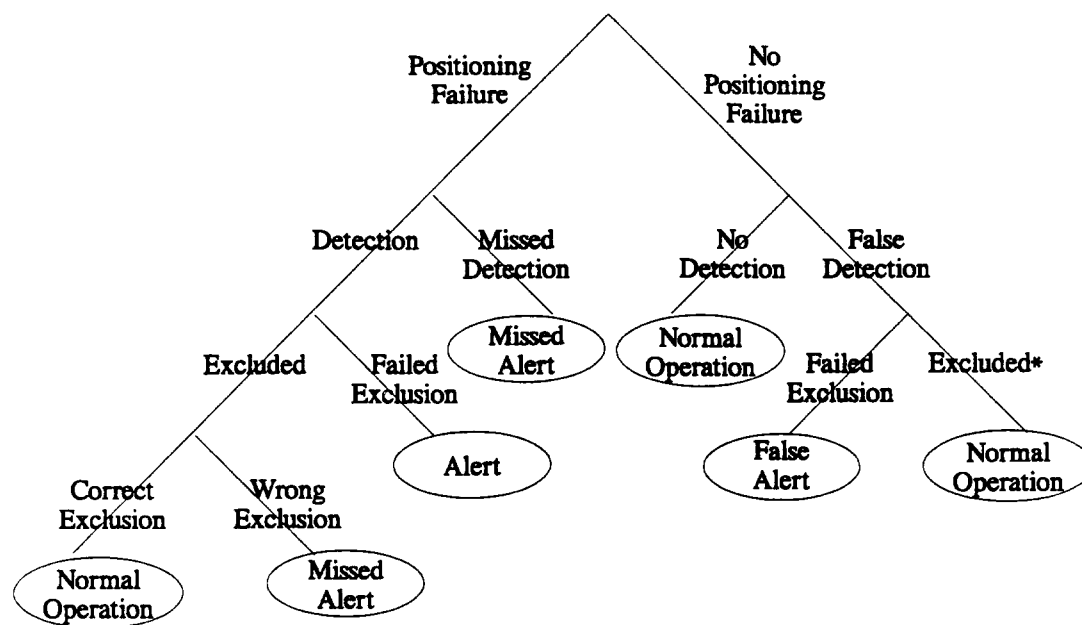 Positioning
Failure
No
Positioning
Failure
Detection
Missed
Detection
No
Detection
False
Detection
Missed
Alert
Normal
Operation
Excluded
Failed
Exclusion
Failed
Exclusion
Excluded*
Alert
False
Alert
Normal
Operation
Correct
Exclusion
Wrong
Exclusion
Normal
Operation
Missed
Alert